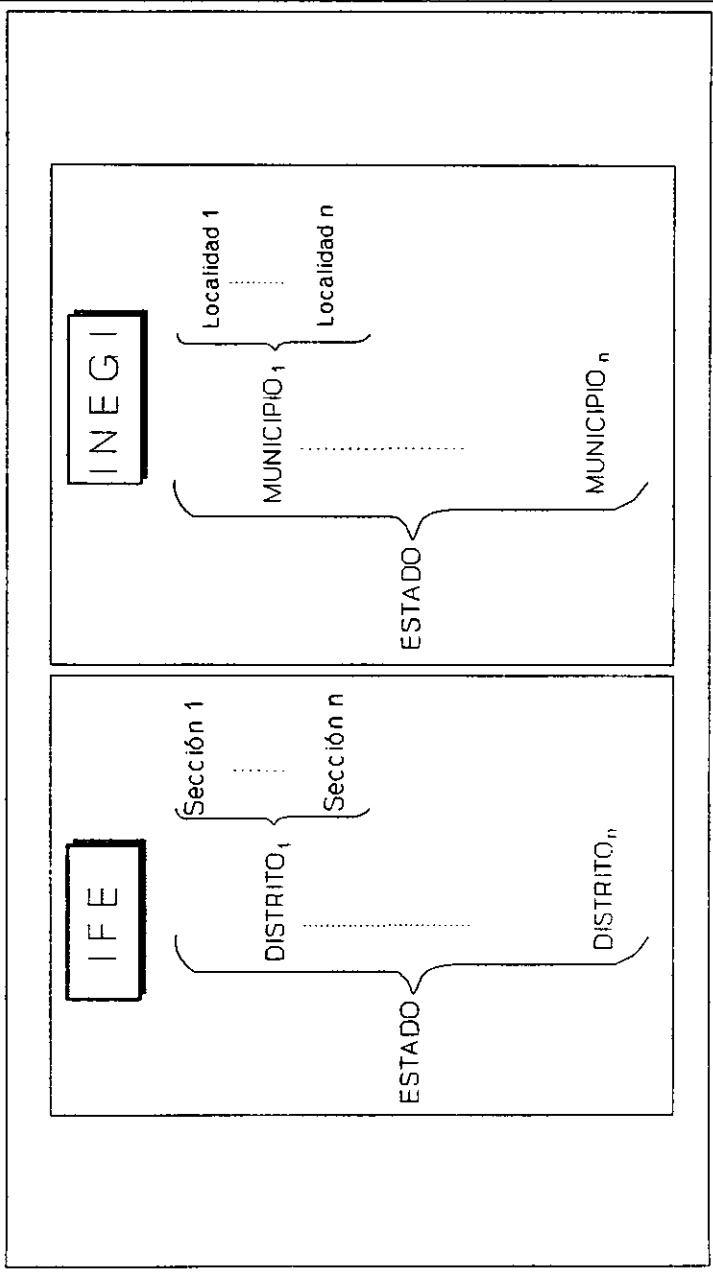 IFE
Sección 1
..........
Sección n
DISTRITO₁
DISTRITOₙ
ESTADO
INEGI
Localidad 1
..........
Localidad n
MUNICIPIO₁
MUNICIPIOₙ
ESTADO